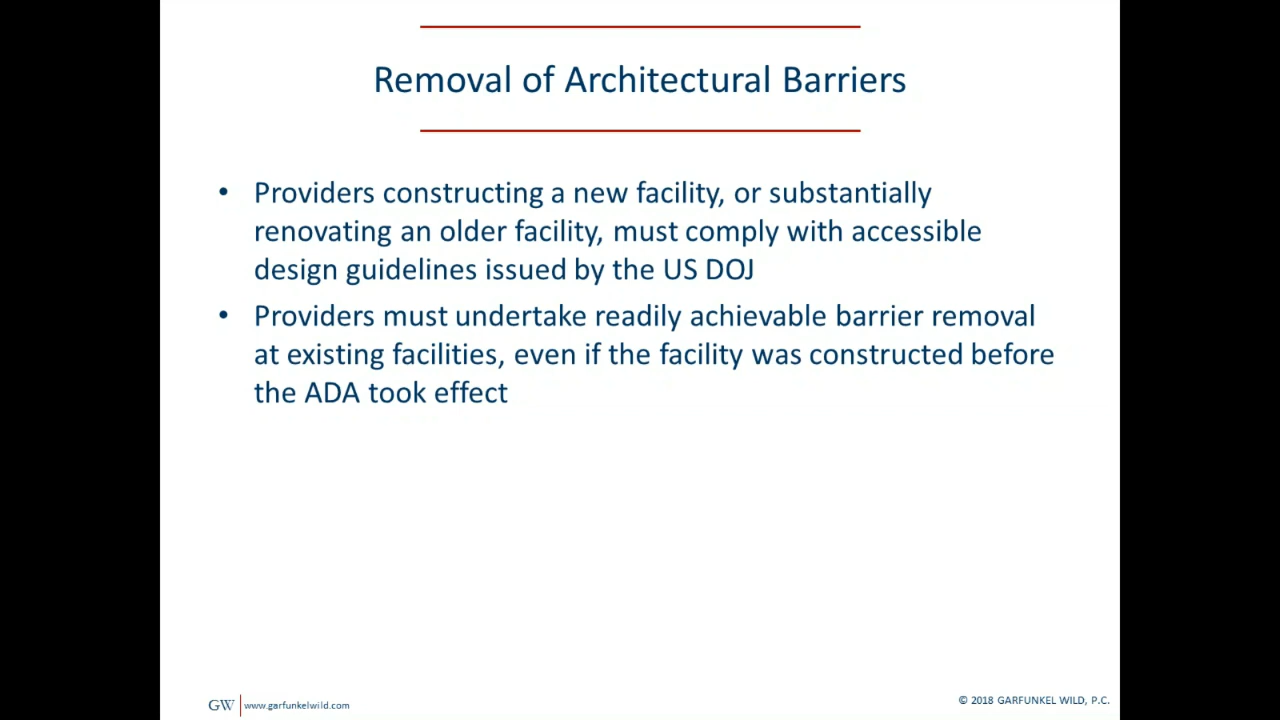 Removal of Architectural Barriers
• Providers constructing a new facility, or substantially
renovating an older facility, must comply with accessible
design guidelines issued by the US DOJ
• Providers must undertake readily achievable barrier removal
at existing facilities, even if the facility was constructed before
the ADA took effect
GW www.garfunkelwild.com
© 2018 GARFUNKEL WILD, P.C.